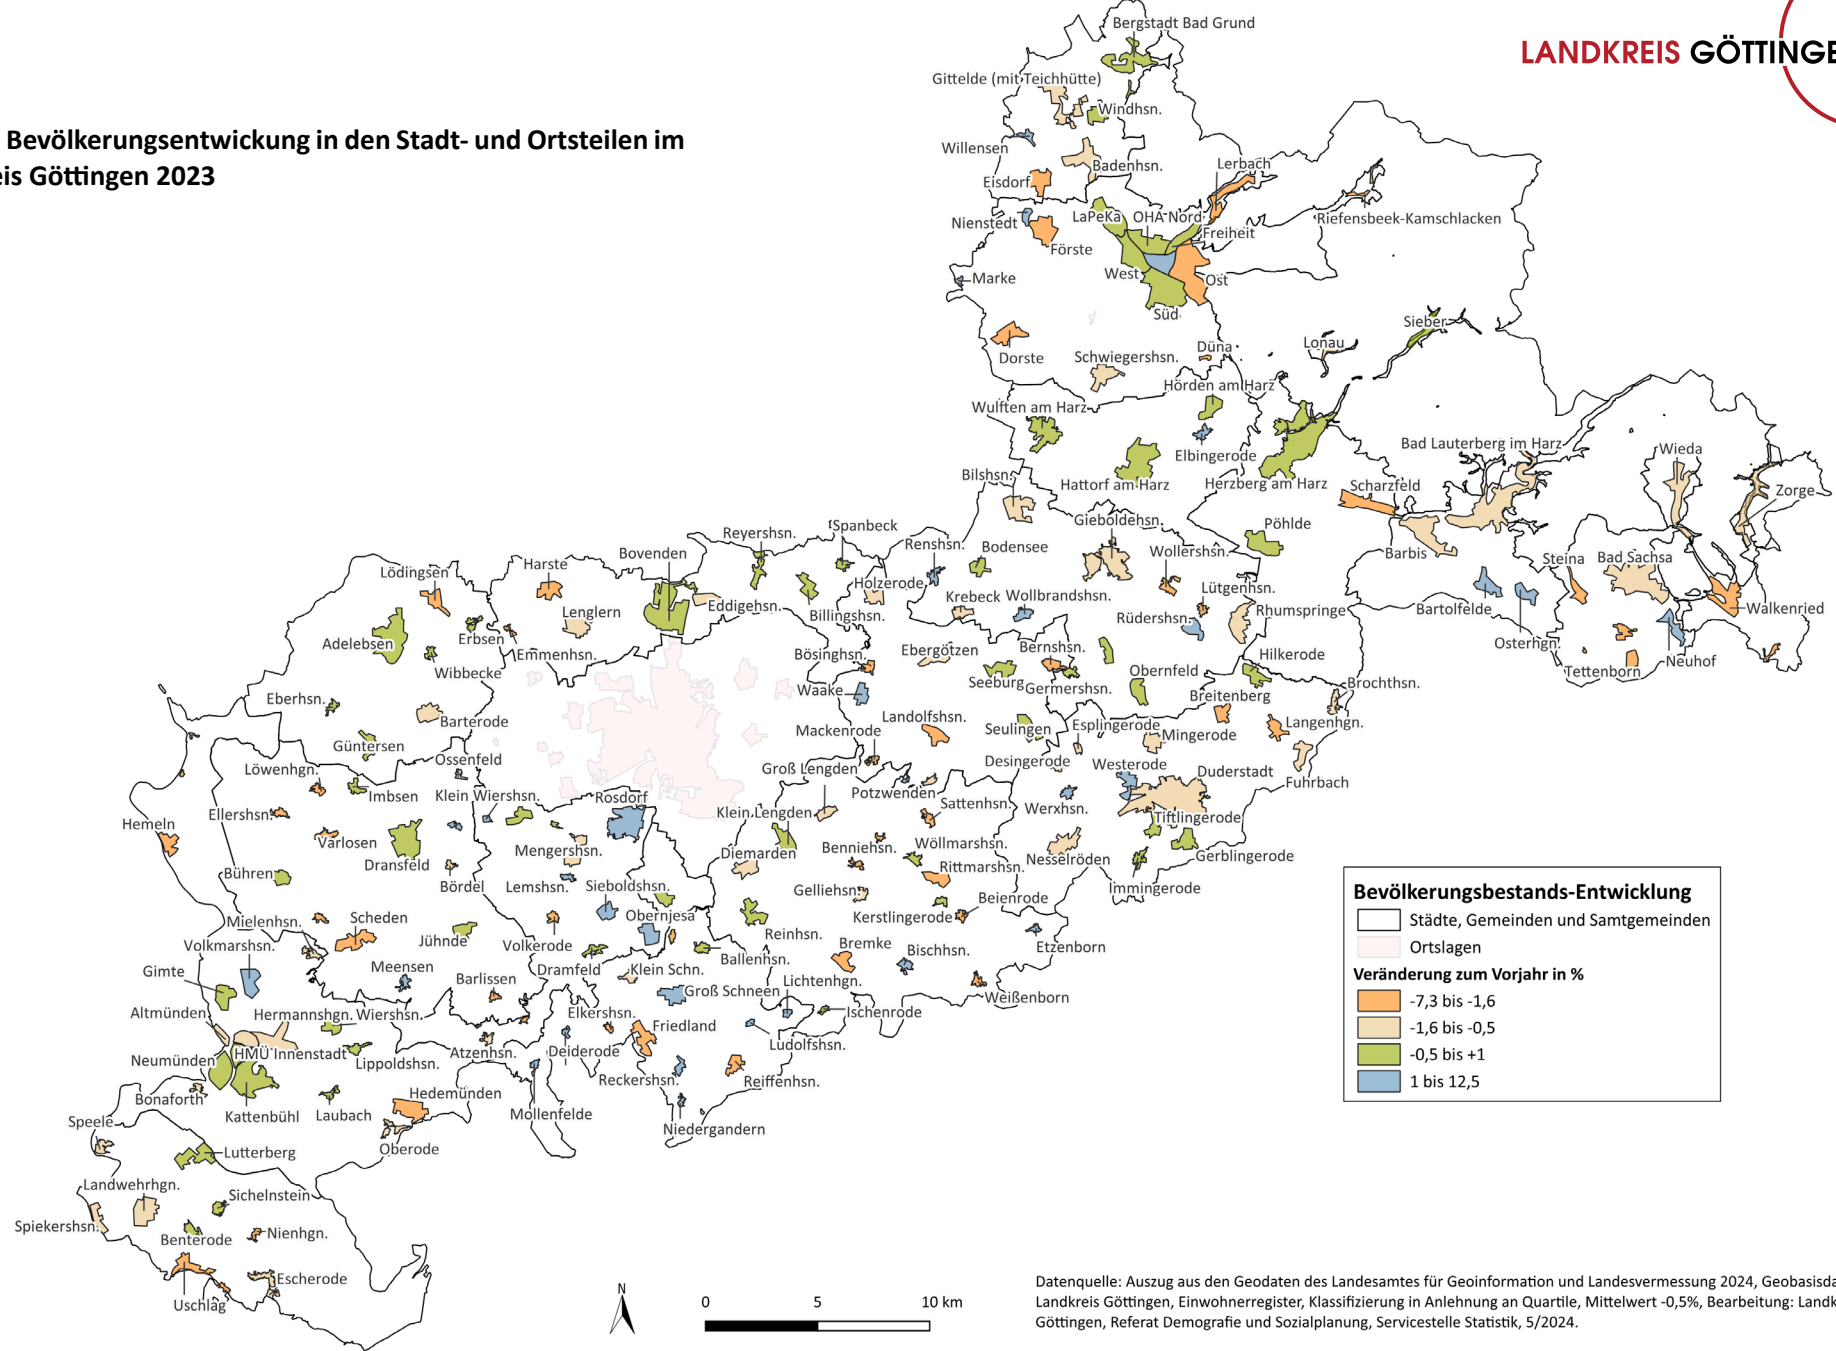 LANDKREIS GÖTTINGE
Bevölkerungsentwickung in den Stadt- und Ortsteilen im
eis Göttingen 2023
Bergstadt Bad Grund
Gittelde (mit Teichhütte)
Windhsn.
Willensen
Badenhsn.
Eisdorf
Lerbach
Nienstedt
LaPeKa
OHA Nord
Riefensbeek-Kamschlacken
Freiheit
Förste
West
Ost
Marke
Süd
Sieber
Dorste
Schwiegershsn.
Düna
Lonau
Hörden am Harz
Wulften am Harz
Elbingerode
Bad Lauterberg im Harz
Wieda
Bilshsn.
Hattorf am Harz
Herzberg am Harz
Scharzfeld
Zorge
Gieboldehsn.
Pöhlde
Reyershsn.
Spanbeck
Renshsn.
Bodensee
Wollershsn.
Barbis
Bovenden
Harste
Lödingsen
Holzerode
Steina
Bad Sachsa
Lütgenhsn.
Krebeck
Wollbrandshsn.
Lenglern
Eddigehsn.
Billingshsn.
Rüdershsn.
Rhumspringe
Bartolfelde
Walkenried
Adelebsen
Erbsen
Emmenhsn.
Bösinghsn.
Ebergötzen
Bernshsn.
Hilkerode
Osterhgn.
Neuhof
Wibbecke
Obernfeld
Tettenborn
Waake
Seeburg
Germershsn.
Breitenberg
Brochthsn.
Eberhsn.
Barterode
Landolfshsn.
Seulingen
Esplingerode
Mingerode
Langenhgn.
Mackenrode
Güntersen
Ossenfeld
Desingerode
Westerode
Duderstadt
Löwenhgn.
Groß Lengden
Fuhrbach
Imbsen
Klein Wiershsn.
Rosdorf
Potzwenden
Sattenhsn.
Werxhsn.
Ellershsn.
Klein Lengden
Tiftlingerode
Hemeln
Varlosen
Mengershsn.
Diemarden
Benniehsn.
Wöllmarshsn.
Nesselröden
Gerblingerode
Dransfeld
Rittmarshsn.
Bühren
Bördel
Lemshsn.
Sieboldshsn.
Gelliehsn.
Immingerode
Beienrode
Mielenhsn.
Scheden
Obernjesa
Kerstlingerode
Volkmarshsn.
Jühnde
Volkerode
Reinhsn.
Bremke
Bischhsn.
Etzenborn
Gimte
Meensen
Barlissen
Dramfeld
Klein Schn.
Ballenhsn.
Lichtenhgn.
Groß Schneen
Weißenborn
Altmünden
Hermannshgn.
Wiershsn.
Elkershsn.
Friedland
Ischenrode
Neumünden
HMÜ Innenstadt
Lippoldshsn.
Atzenhsn.
Deiderode
Ludolfshsn.
Reckershsn.
Reiffenhsn.
Bonaforth
Kattenbühl
Laubach
Hedemünden
Mollenfelde
Niedergandern
Speele
Oberode
Lutterberg
Landwehrhgn.
Sichelnstein
Spiekershsn.
Benterode
Nienhgn.
Escherode
Uschlag
Bevölkerungsbestands-Entwicklung
Städte, Gemeinden und Samtgemeinden
Ortslagen
Veränderung zum Vorjahr in %
-7,3 bis -1,6
-1,6 bis -0,5
-0,5 bis +1
1 bis 12,5
N
0 5 10 km
Datenquelle: Auszug aus den Geodaten des Landesamtes für Geoinformation und Landesvermessung 2024, Geobasisda
Landkreis Göttingen, Einwohnerregister, Klassifizierung in Anlehnung an Quartile, Mittelwert -0,5%, Bearbeitung: Landk
Göttingen, Referat Demografie und Sozialplanung, Servicestelle Statistik, 5/2024.